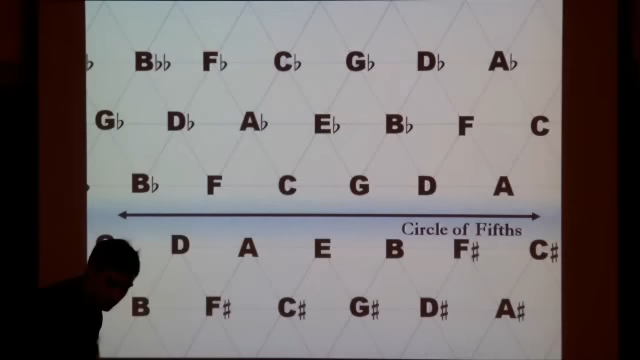 B♭♭ F♭ C♭ G♭ D♭ A♭
G♭ D♭ A♭ E♭ B♭ F C
B♭ F C G D A
Circle of Fifths
D A E B F♯ C♯
B F♯ C♯ G♯ D♯ A♯